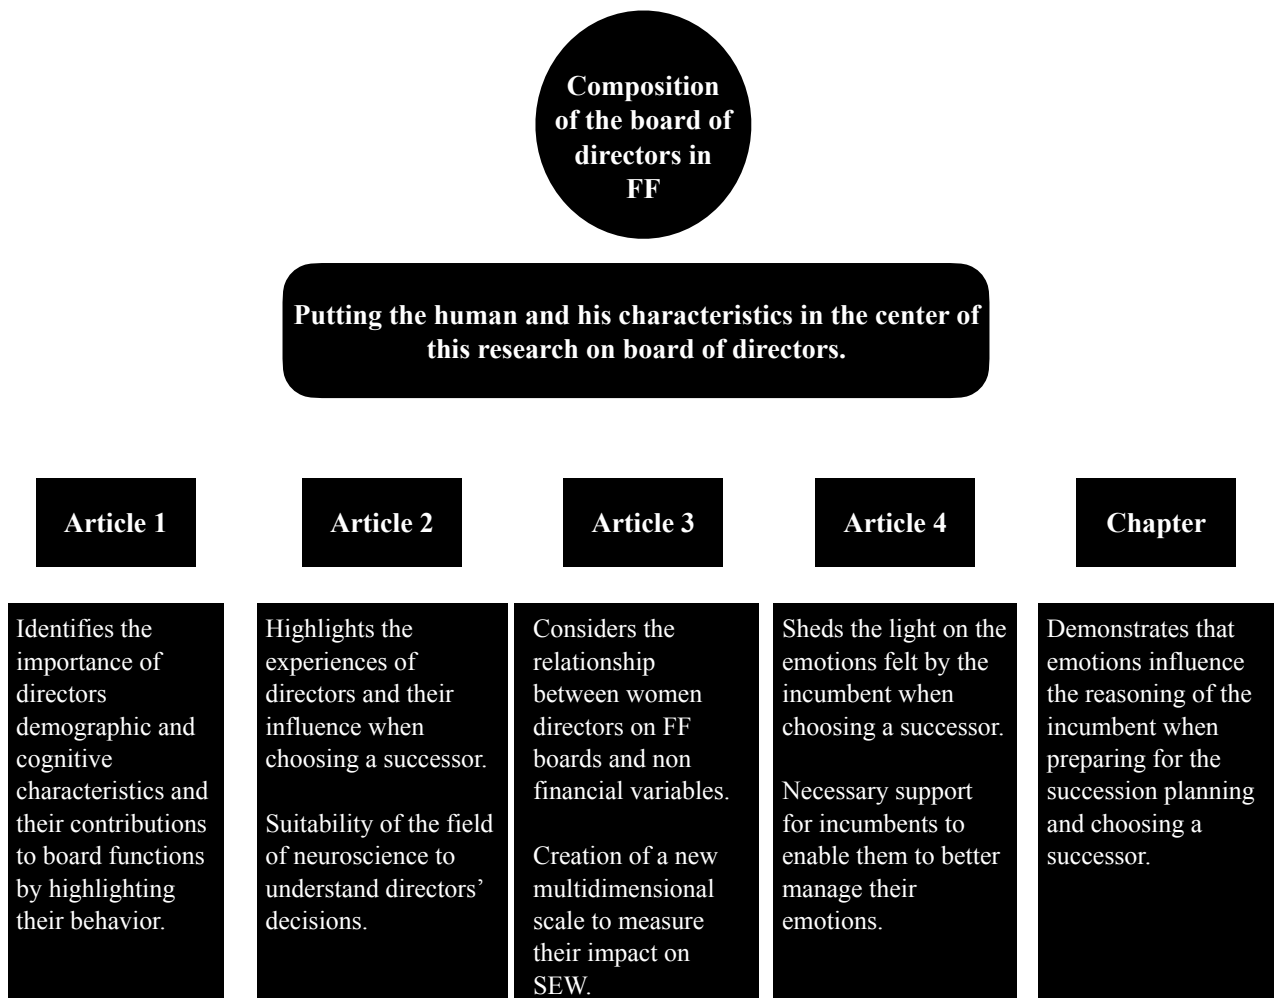 Composition
of the board of
directors in
FF
Putting the human and his characteristics in the center of
this research on board of directors.
Article 1
Article 2
Article 3
Article 4
Chapter
Identifies the
importance of
directors
demographic and
cognitive
characteristics and
their contributions
to board functions
by highlighting
their behavior.
Highlights the
experiences of
directors and their
influence when
choosing a successor.
Suitability of the field
of neuroscience to
understand directors’
decisions.
Considers the
relationship
between women
directors on FF
boards and non
financial variables.
Creation of a new
multidimensional
scale to measure
their impact on
SEW.
Sheds the light on the
emotions felt by the
incumbent when
choosing a successor.
Necessary support
for incumbents to
enable them to better
manage their
emotions.
Demonstrates that
emotions influence
the reasoning of the
incumbent when
preparing for the
succession planning
and choosing a
successor.